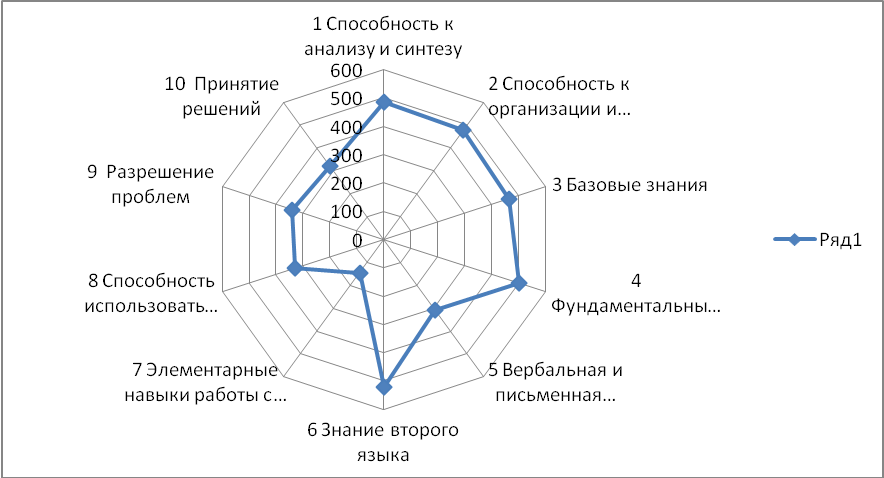 1 Способность к
анализу и синтезу
2 Способность к
организации и...
3 Базовые знания
4
Фундаментальны...
5 Вербальная и
письменная...
6 Знание второго
языка
7 Элементарные
навыки работы с...
8 Способность
использовать...
9 Разрешение
проблем
10 Принятие
решений
600
500
400
300
200
100
0
Ряд1